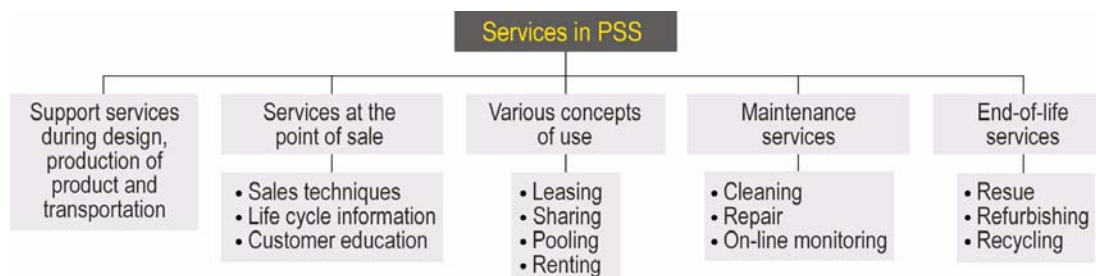 Services in PSS
Support services
during design,
production of
product and
transportation
Services at the
point of sale
• Sales techniques
• Life cycle information
• Customer education
Various concepts
of use
• Leasing
• Sharing
• Pooling
• Renting
Maintenance
services
• Cleaning
• Repair
• On-line monitoring
End-of-life
services
• Resue
• Refurbishing
• Recycling